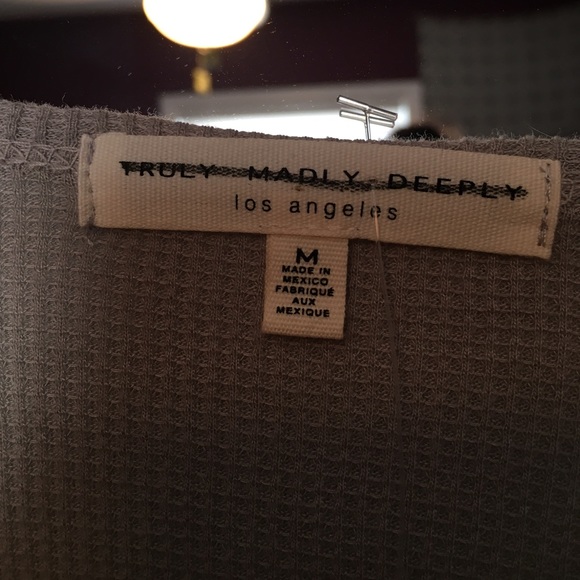 TRULY MADLY DEEPLY
los angeles
M
MADE IN
MEXICO
FABRIQUÉ
AUX
MEXIQUE